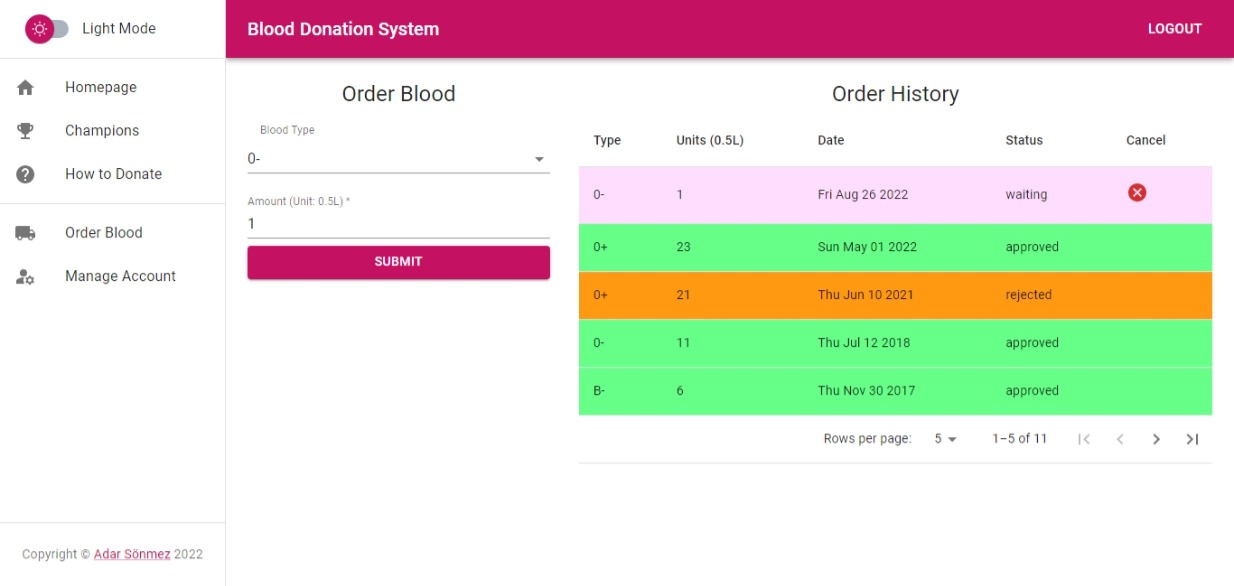 Light Mode
Blood Donation System
LOGOUT
Homepage
Champions
How to Donate
Order Blood
Manage Account
Copyright © Adar Sönmez 2022
Order Blood
Blood Type
0-
Amount (Unit: 0.5L) *
1
SUBMIT
Order History
Type Units (0.5L) Date Status Cancel
0- 1 Fri Aug 26 2022 waiting
0+ 23 Sun May 01 2022 approved
0+ 21 Thu Jun 10 2021 rejected
0- 11 Thu Jul 12 2018 approved
B- 6 Thu Nov 30 2017 approved
Rows per page: 5 1–5 of 11